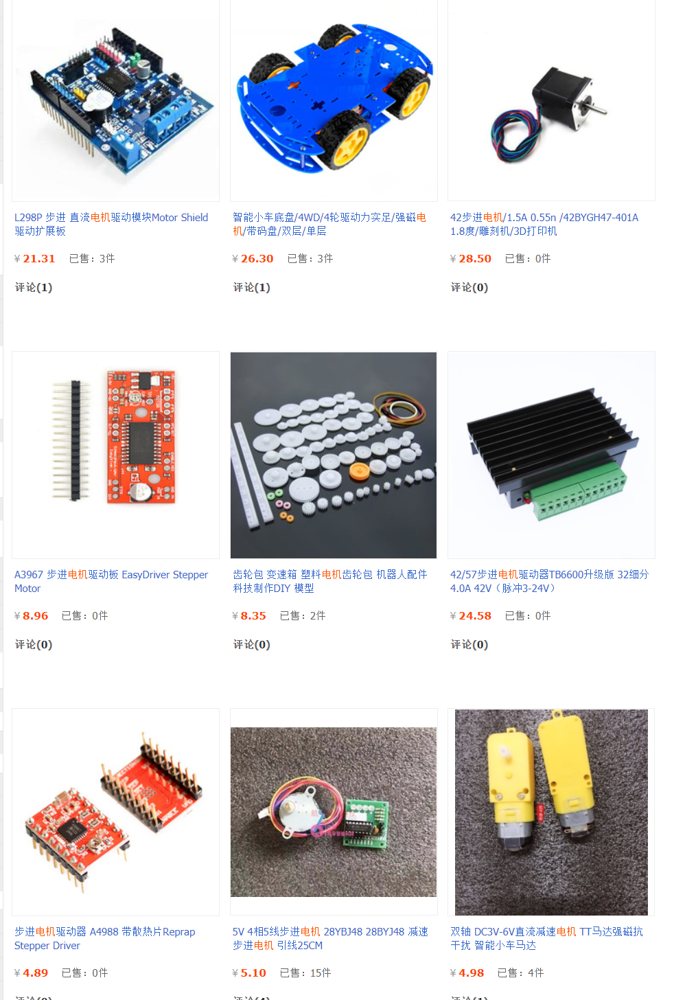 L298P 步进 直流电机驱动模块Motor Shield
驱动扩展板
¥ 21.31 已售：3件
评论(1)
智能小车底盘/4WD/4轮驱动力实足/强磁电
机/带码盘/双层/单层
¥ 26.30 已售：3件
评论(1)
42步进电机/1.5A 0.55n /42BYGH47-401A
1.8度/雕刻机/3D打印机
¥ 28.50 已售：0件
评论(0)
A3967 步进电机驱动板 EasyDriver Stepper
Motor
¥ 8.96 已售：0件
评论(0)
齿轮包 变速箱 塑料电机齿轮包 机器人配件
科技制作DIY 模型
¥ 8.35 已售：2件
评论(0)
42/57步进电机驱动器TB6600升级版 32细分
4.0A 42V（脉冲3-24V）
¥ 24.58 已售：0件
评论(0)
步进电机驱动器 A4988 带散热片Reprap
Stepper Driver
¥ 4.89 已售：0件
5V 4相5线步进电机 28YBJ48 28BYJ48 减速
步进电机 引线25CM
¥ 5.10 已售：15件
双轴 DC3V-6V直流减速电机 TT马达强磁抗
干扰 智能小车马达
¥ 4.98 已售：4件